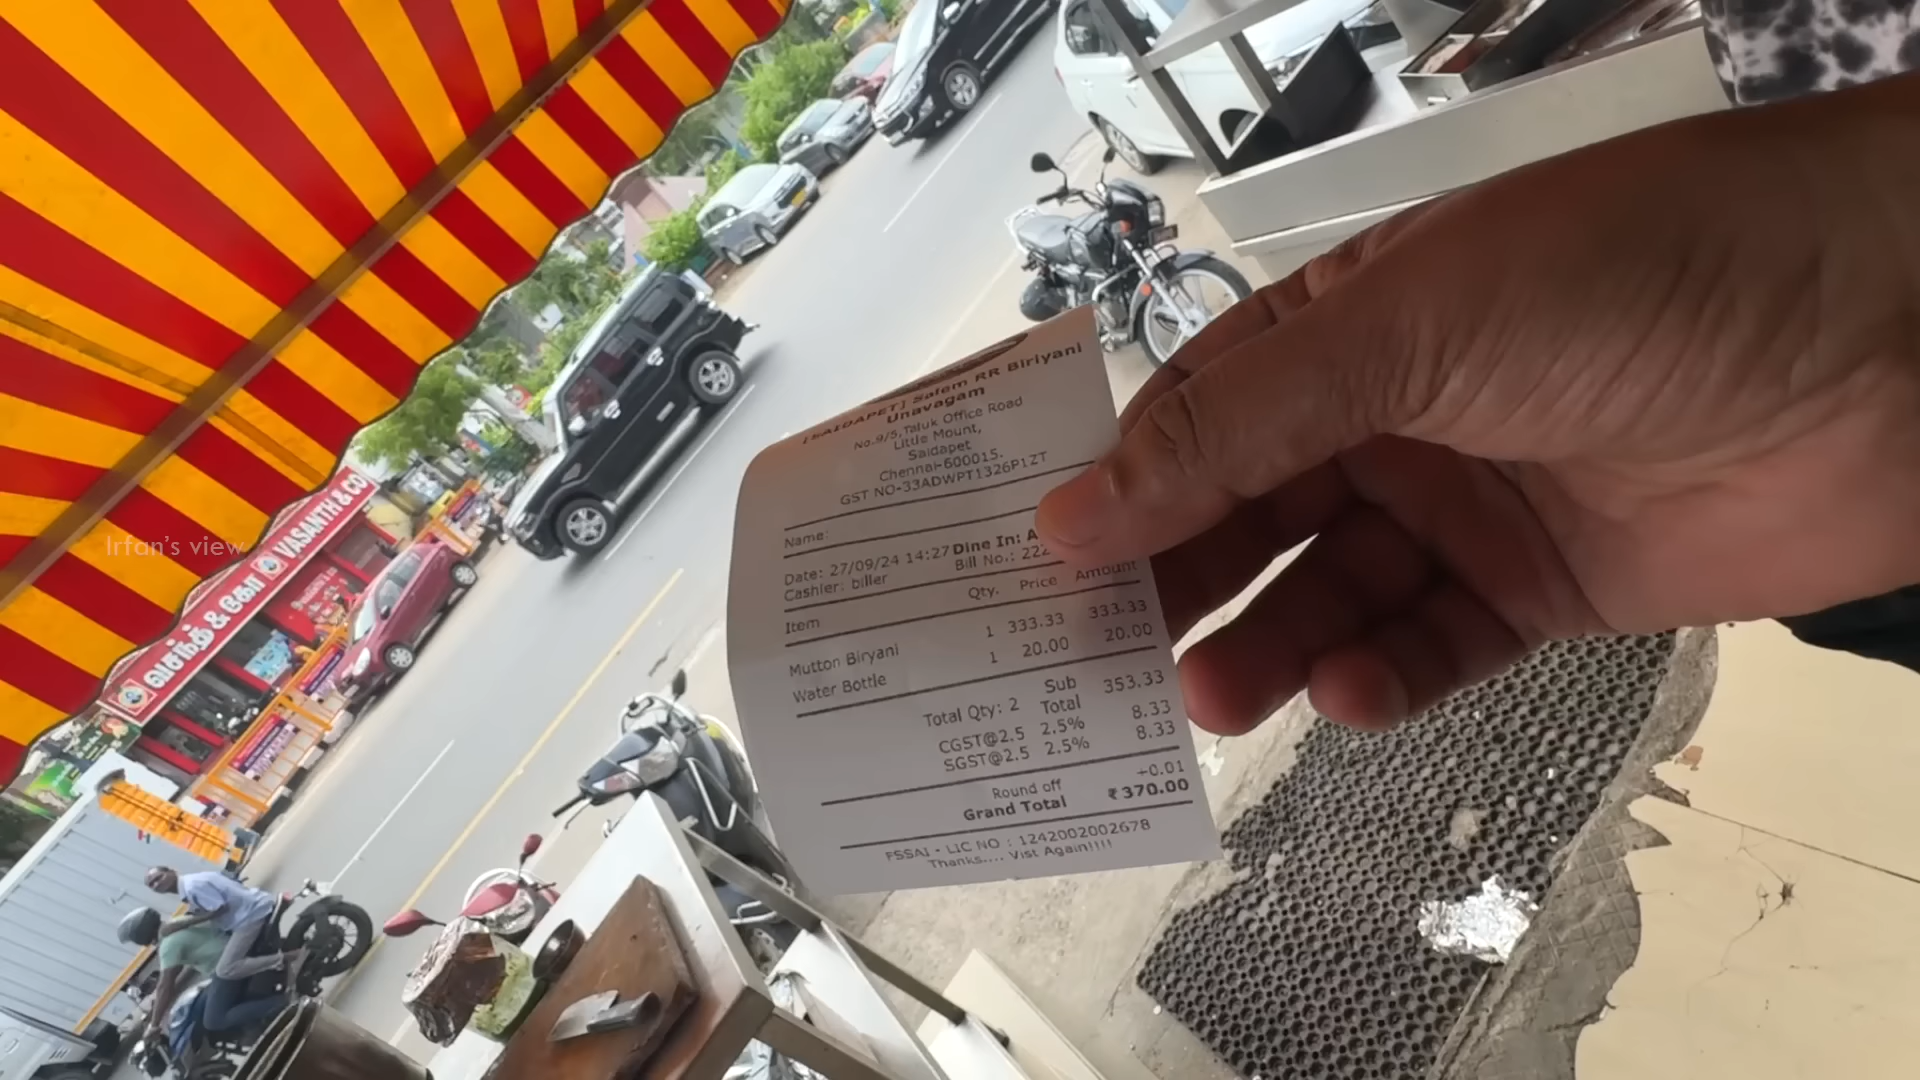 Irfan's view
வசந்த் & கோ VASANTH & CO
[SAIDAPET] Salem RR Biriyani
Unavagam
No.9/5,Taluk Office Road
Little Mount,
Saidapet
Chennai-600015.
GST NO-33ADWPT1326P1ZT
Name:
Date: 27/09/24 14:27 Dine In: A
Cashier: biller Bill No.: 222
Item Qty. Price Amount
Mutton Biryani 1 333.33 333.33
Water Bottle 1 20.00 20.00
Total Qty: 2 Sub Total 353.33
CGST@2.5 2.5% 8.33
SGST@2.5 2.5% 8.33
Round off +0.01
Grand Total ₹370.00
FSSAI - LIC NO : 1242002002678
Thanks.... Vist Again!!!!